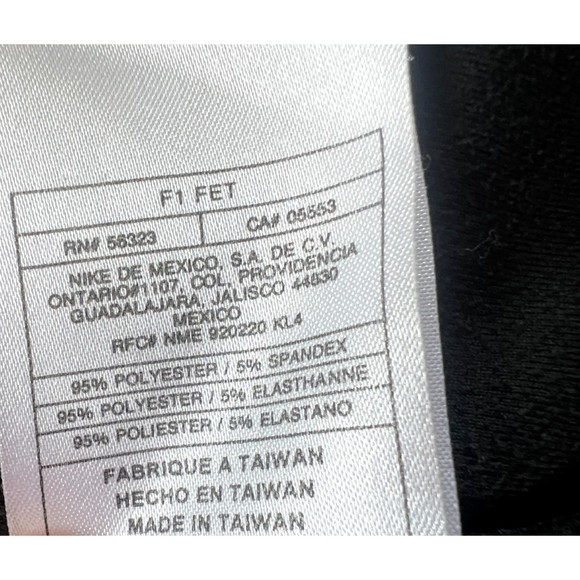 F1 FET
RN# 56323 CA# 05553
NIKE DE MEXICO, S.A. DE C.V.
ONTARIO#1107, COL. PROVIDENCIA
GUADALAJARA, JALISCO 44630
MEXICO
RFC# NME 920220 KL4
95% POLYESTER / 5% SPANDEX
95% POLYESTER / 5% ELASTHANNE
95% POLIESTER / 5% ELASTANO
FABRIQUE A TAIWAN
HECHO EN TAIWAN
MADE IN TAIWAN